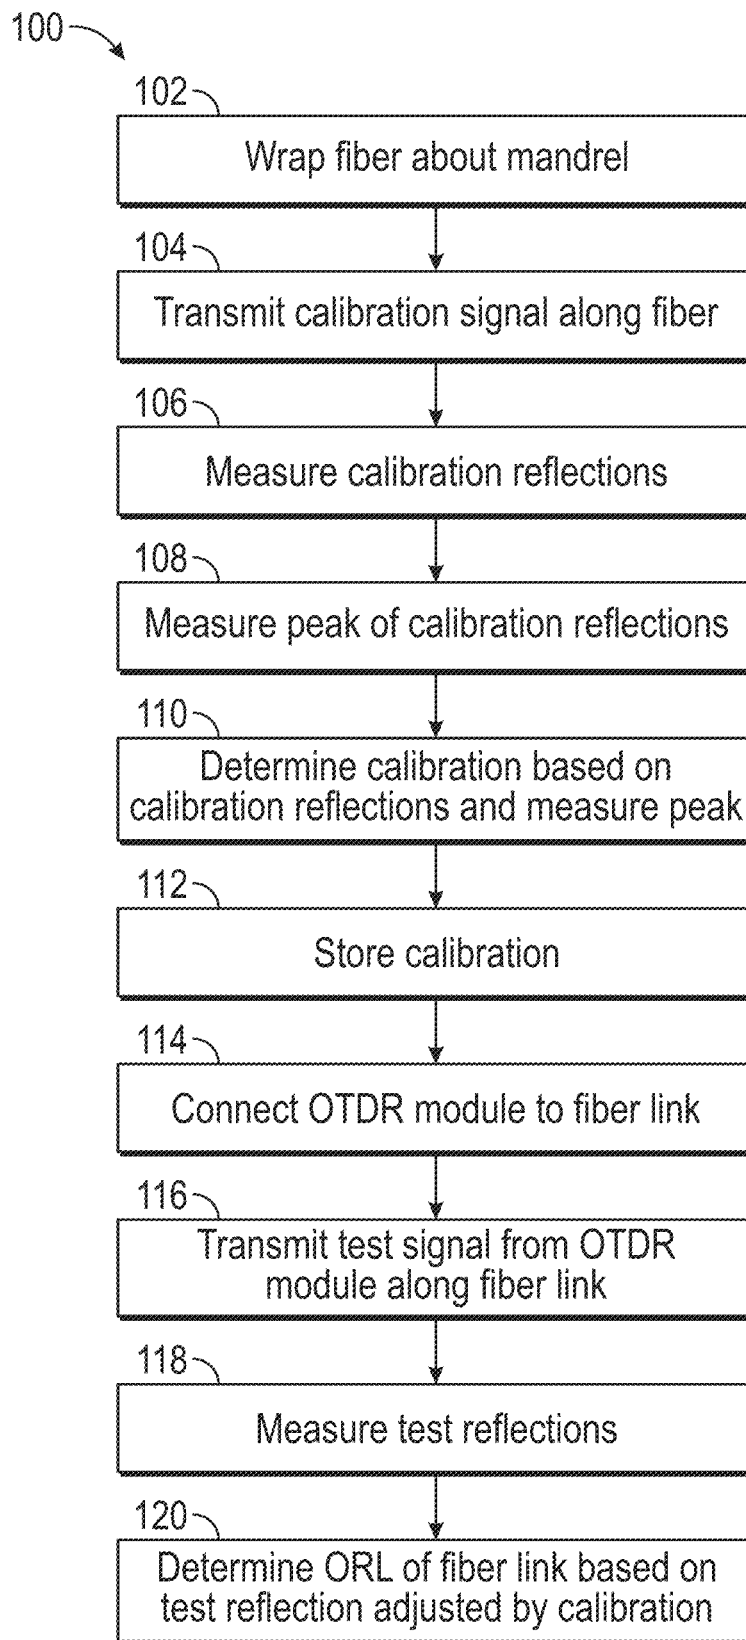 100
102
Wrap fiber about mandrel
104
Transmit calibration signal along fiber
106
Measure calibration reflections
108
Measure peak of calibration reflections
110
Determine calibration based on
calibration reflections and measure peak
112
Store calibration
114
Connect OTDR module to fiber link
116
Transmit test signal from OTDR
module along fiber link
118
Measure test reflections
120
Determine ORL of fiber link based on
test reflection adjusted by calibration